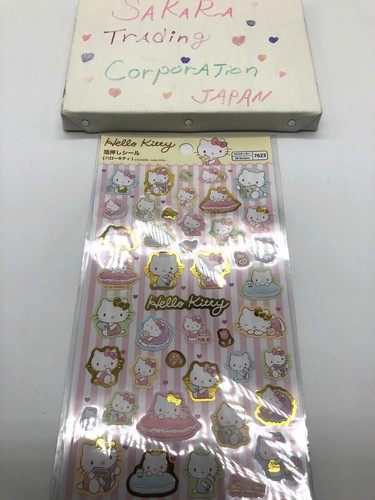 SAKARA
Trading
CorporATion
JAPAN
Hello Kitty
箔押しシール
(ハローキティ)
7623
Hello Kitty